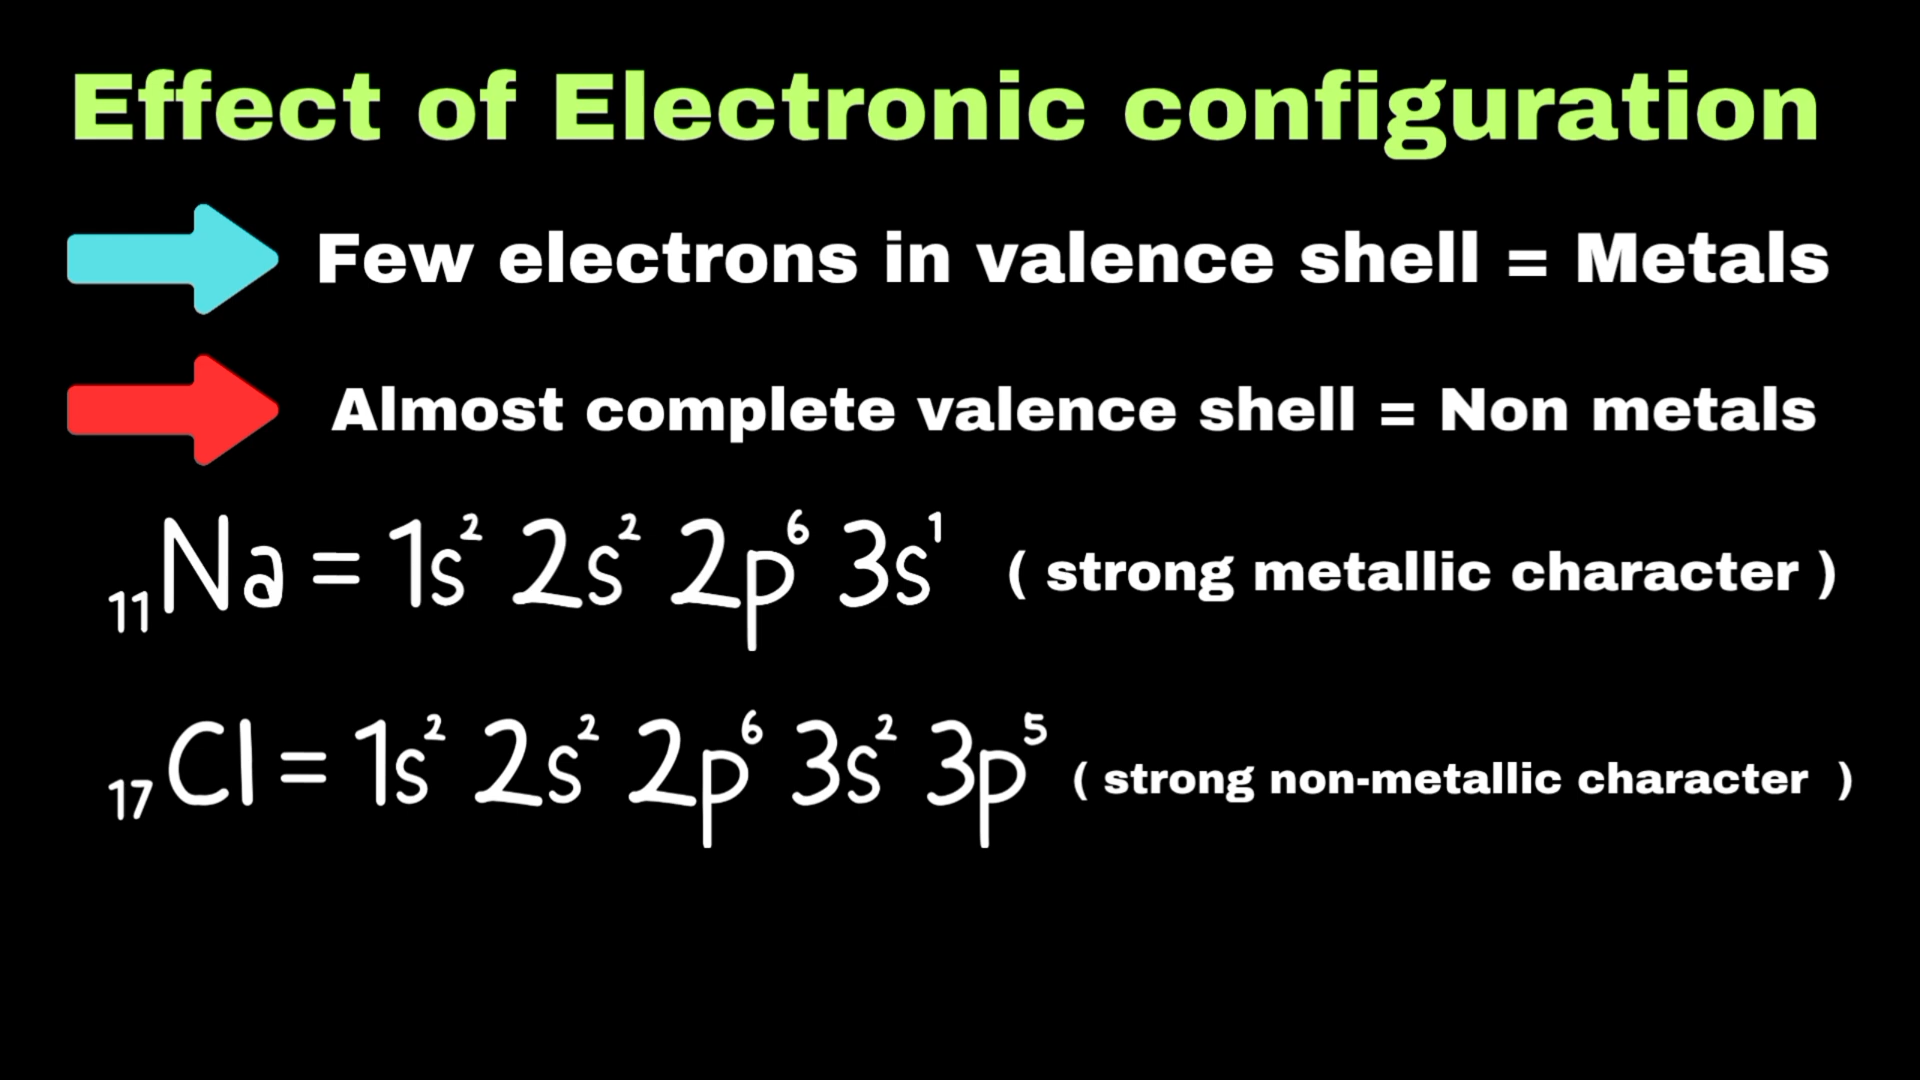 Effect of Electronic configuration
Few electrons in valence shell = Metals
Almost complete valence shell = Non metals
₁₁Na = 1s² 2s² 2p⁶ 3s¹ ( strong metallic character )
₁₇Cl = 1s² 2s² 2p⁶ 3s² 3p⁵ ( strong non-metallic character )